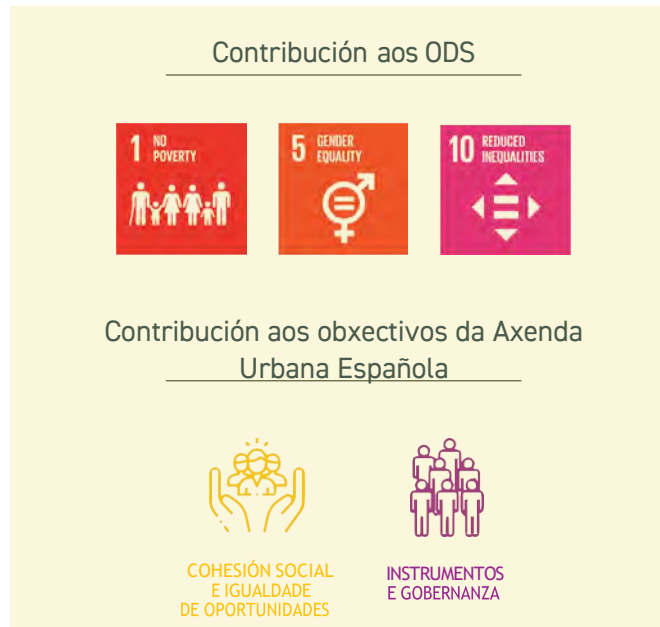 Contribución aos ODS
1 NO
POVERTY
5 GENDER
EQUALITY
10 REDUCED
INEQUALITIES
Contribución aos obxectivos da Axenda
Urbana Española
COHESIÓN SOCIAL
E IGUALDADE
DE OPORTUNIDADES
INSTRUMENTOS
E GOBERNANZA